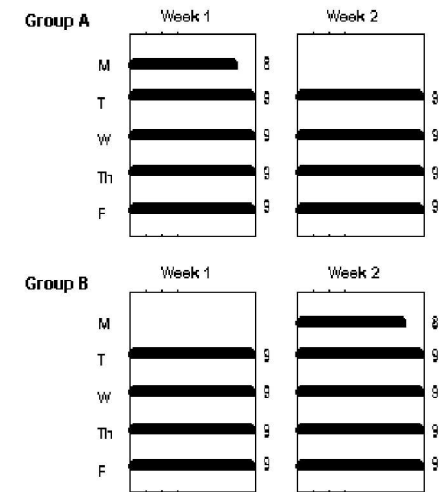 Group A Week 1 Week 2
M 8
T 9 9
W 9 9
Th 9 9
F 9 9
Group B Week 1 Week 2
M 8
T 9 9
W 9 9
Th 9 9
F 9 9